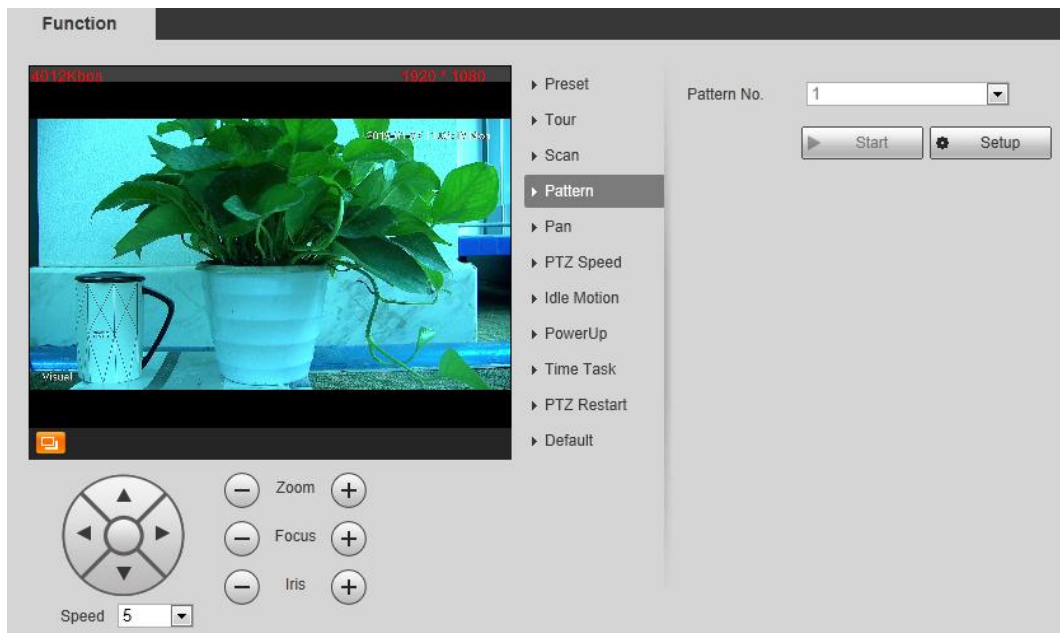 Function
4012Kbps
1920 * 1080
Visual
Preset
Tour
Scan
Pattern
Pan
PTZ Speed
Idle Motion
PowerUp
Time Task
PTZ Restart
Default
Pattern No. 1
Start Setup
Zoom
Focus
Iris
Speed 5